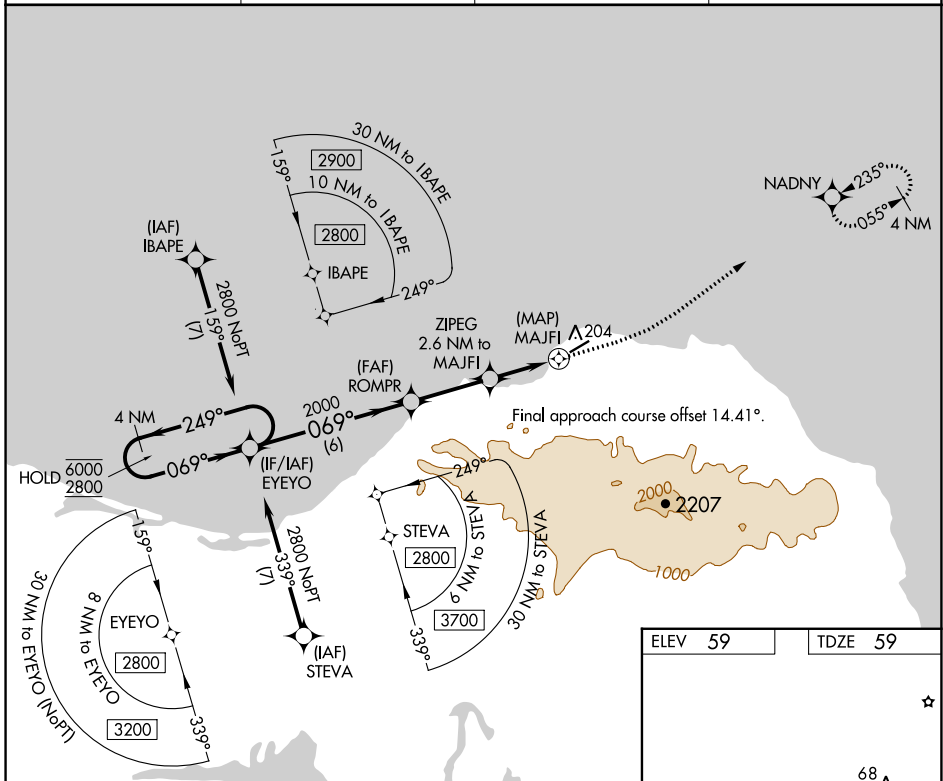 30 NM to IBAPE
159°
2900
10 NM to IBAPE
2800
IBAPE
249°
NADNY
235°
055°
4 NM
(IAF)
IBAPE
2800 NoPT
159°
(7)
ZIPEG
2.6 NM to
MAJFI
(MAP)
MAJFI
204
(FAF)
ROMPR
4 NM
249°
2000
069°
(6)
Final approach course offset 14.41°.
069°
HOLD 6000
2800
(IF/IAF)
EYEYO
249°
2000
2207
1000
STEVA
2800
6 NM to STEVA
3700
30 NM to STEVA
339°
2800 NoPT
339°
(7)
(IAF)
STEVA
159°
EYEYO
2800
8 NM to EYEYO
3200
30 NM to EYEYO (NoPT)
339°
ELEV 59
TDZE 59
68